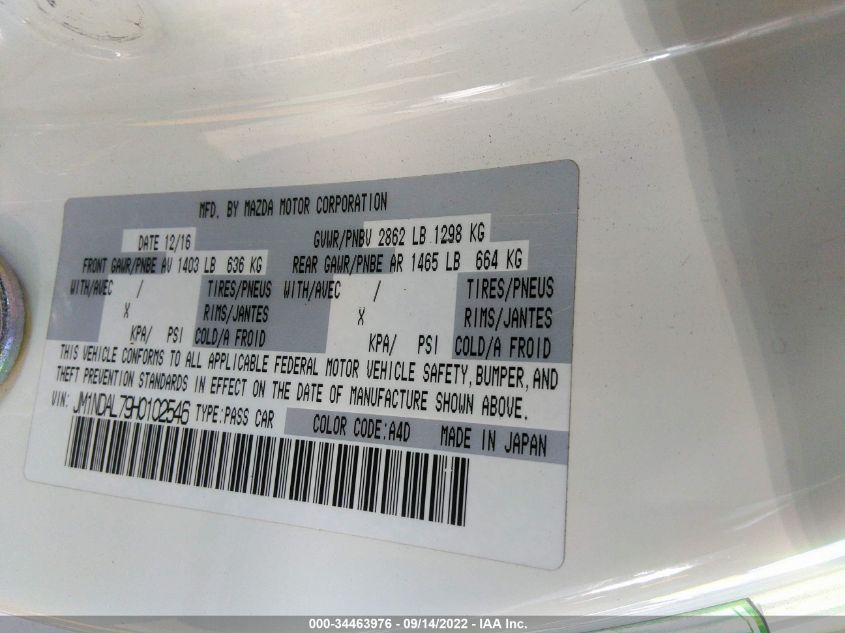 MFD. BY MAZDA MOTOR CORPORATION
DATE 12/16 GVWR/PNBV 2862 LB 1298 KG
FRONT GAWR/PNBE AV 1403 LB 636 KG REAR GAWR/PNBE AR 1465 LB 664 KG
WITH/AVEC / TIRES/PNEUS WITH/AVEC / TIRES/PNEUS
X RIMS/JANTES X RIMS/JANTES
KPA/ PSI COLD/A FROID KPA/ PSI COLD/A FROID
THIS VEHICLE CONFORMS TO ALL APPLICABLE FEDERAL MOTOR VEHICLE SAFETY, BUMPER, AND
THEFT PREVENTION STANDARDS IN EFFECT ON THE DATE OF MANUFACTURE SHOWN ABOVE.
VIN: JM1NDAL79H0102546 TYPE:PASS CAR COLOR CODE:A4D MADE IN JAPAN
000-34463976 - 09/14/2022 - IAA Inc.